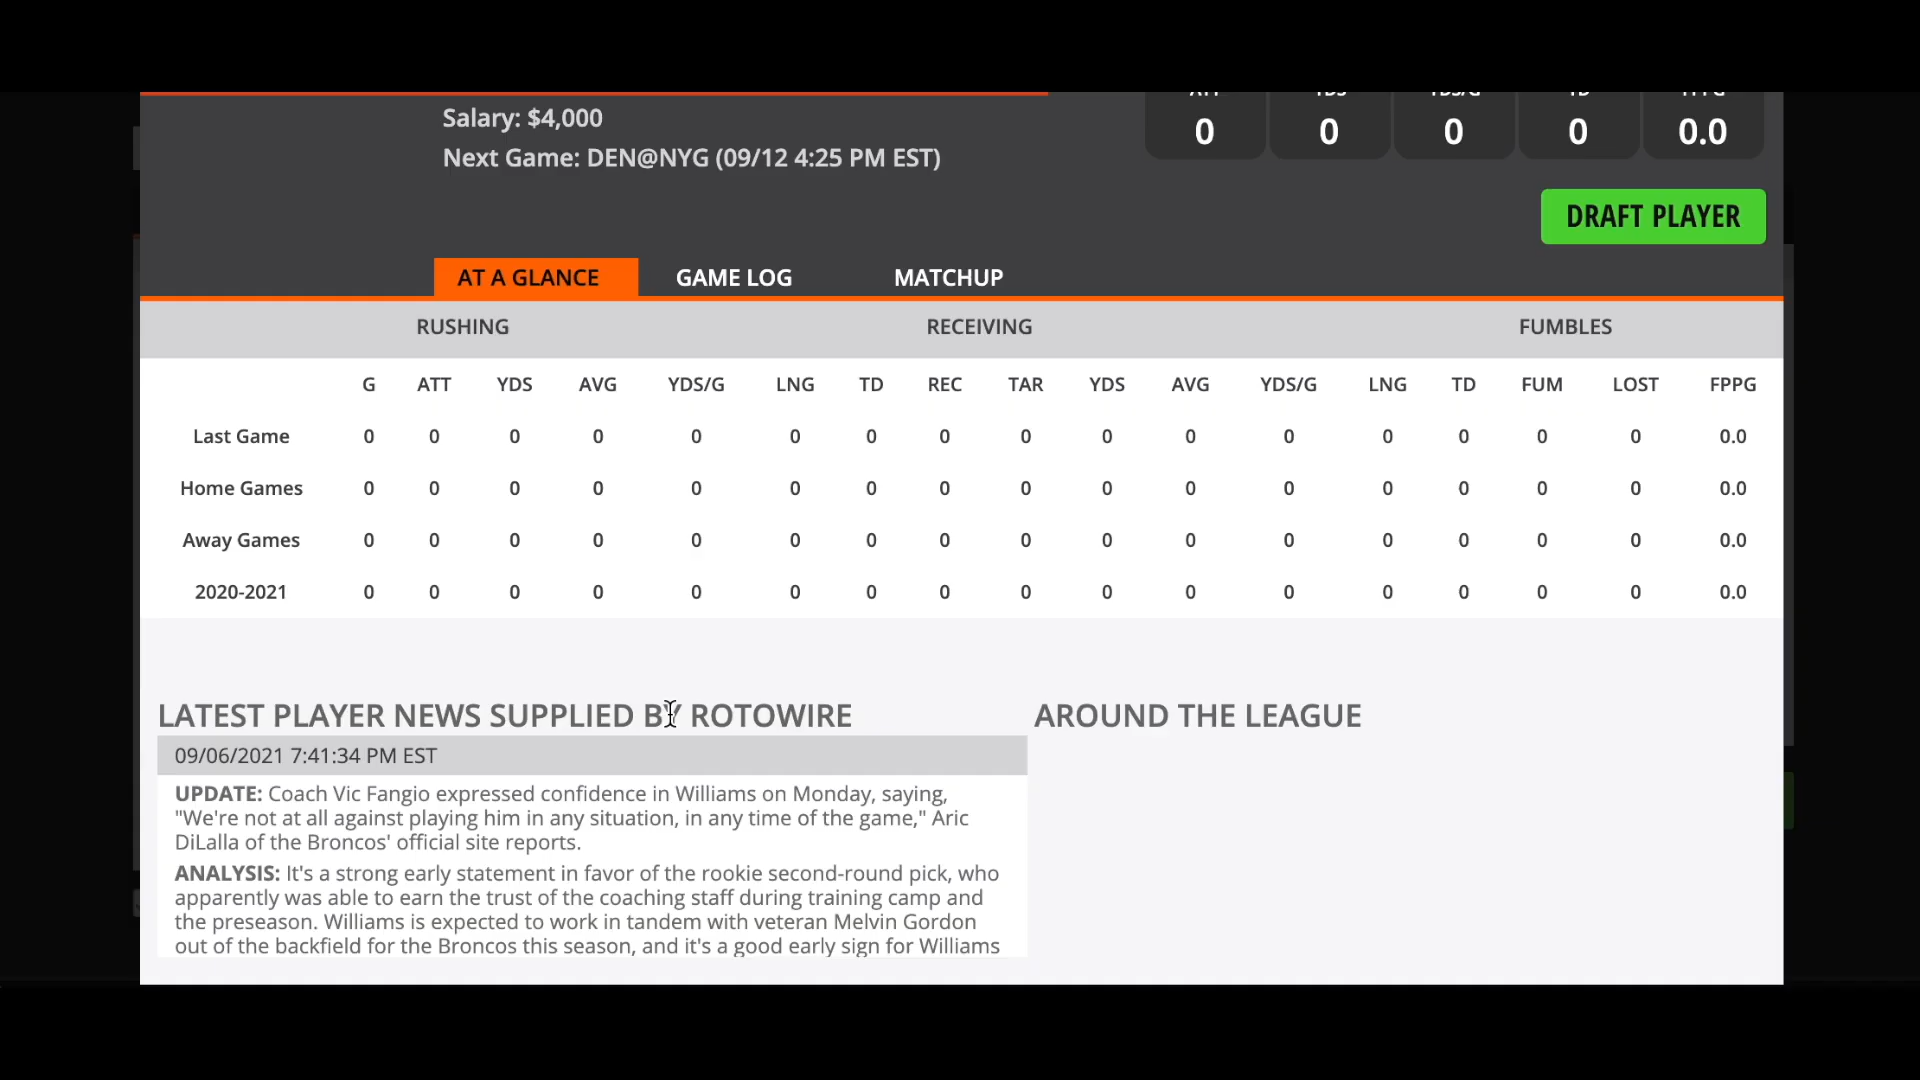 ATT YDS YDS/G TD FPPG
Salary: $4,000
0 0 0 0 0.0
Next Game: DEN@NYG (09/12 4:25 PM EST)
DRAFT PLAYER
AT A GLANCE GAME LOG MATCHUP
RUSHING RECEIVING FUMBLES
G ATT YDS AVG YDS/G LNG TD REC TAR YDS AVG YDS/G LNG TD FUM LOST FPPG
Last Game 0 0 0 0 0 0 0 0 0 0 0 0 0 0 0 0 0.0
Home Games 0 0 0 0 0 0 0 0 0 0 0 0 0 0 0 0 0.0
Away Games 0 0 0 0 0 0 0 0 0 0 0 0 0 0 0 0 0.0
2020-2021 0 0 0 0 0 0 0 0 0 0 0 0 0 0 0 0 0.0
LATEST PLAYER NEWS SUPPLIED BY ROTOWIRE
09/06/2021 7:41:34 PM EST
UPDATE: Coach Vic Fangio expressed confidence in Williams on Monday, saying,
"We're not at all against playing him in any situation, in any time of the game," Aric
DiLalla of the Broncos' official site reports.
ANALYSIS: It's a strong early statement in favor of the rookie second-round pick, who
apparently was able to earn the trust of the coaching staff during training camp and
the preseason. Williams is expected to work in tandem with veteran Melvin Gordon
out of the backfield for the Broncos this season, and it's a good early sign for Williams
AROUND THE LEAGUE